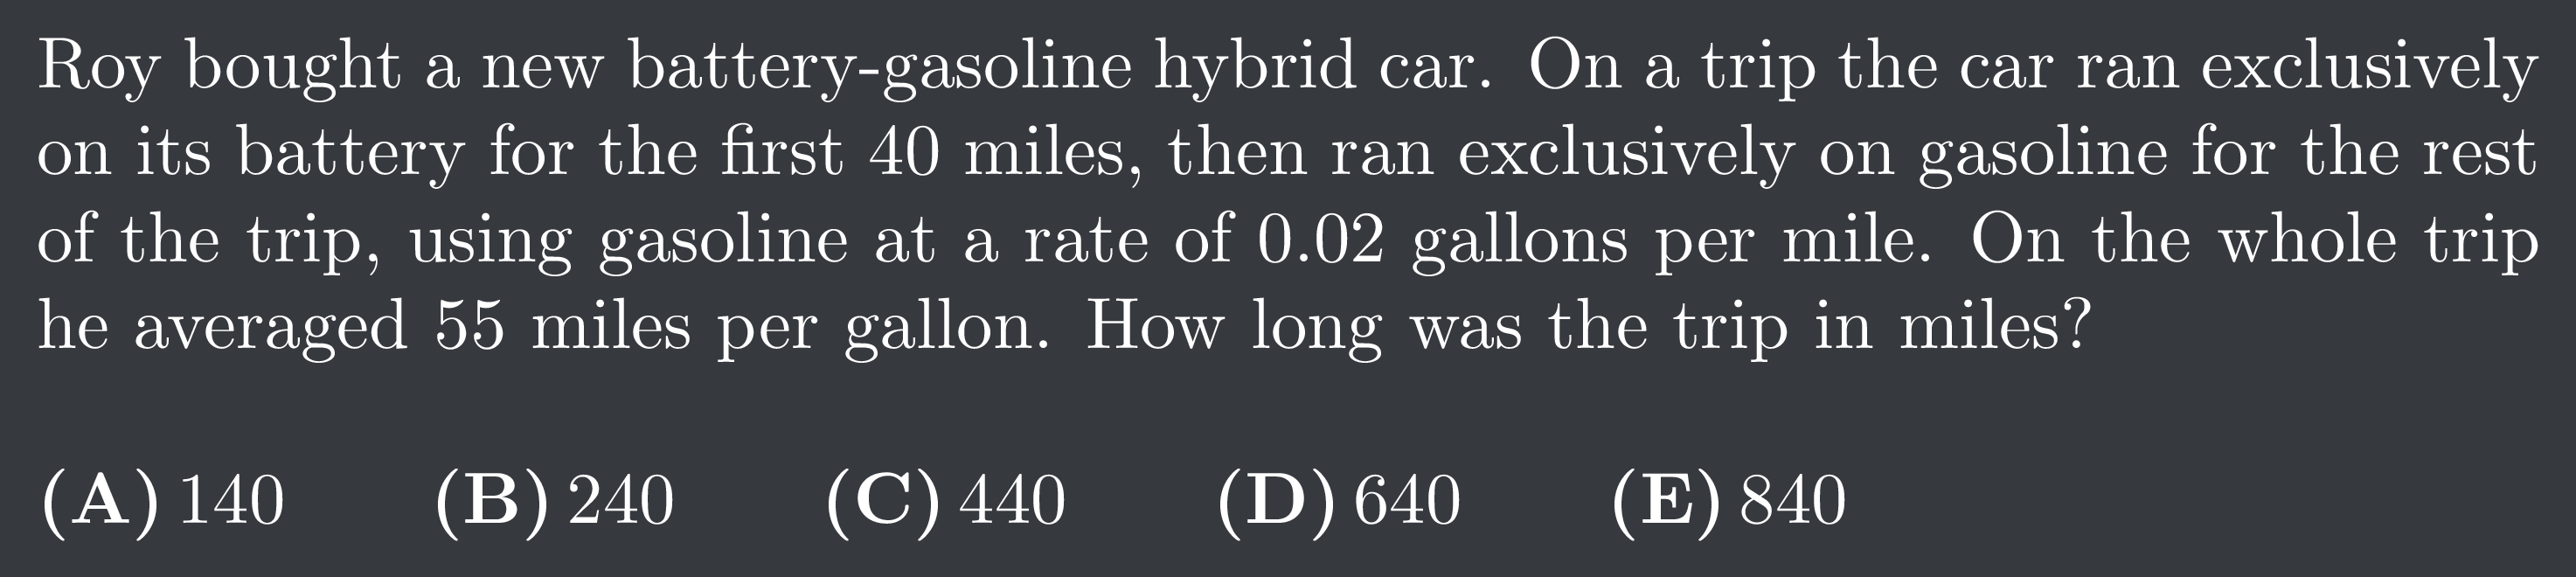 Roy bought a new battery-gasoline hybrid car. On a trip the car ran exclusively
on its battery for the first 40 miles, then ran exclusively on gasoline for the rest
of the trip, using gasoline at a rate of 0.02 gallons per mile. On the whole trip
he averaged 55 miles per gallon. How long was the trip in miles?
(A) 140 (B) 240 (C) 440 (D) 640 (E) 840